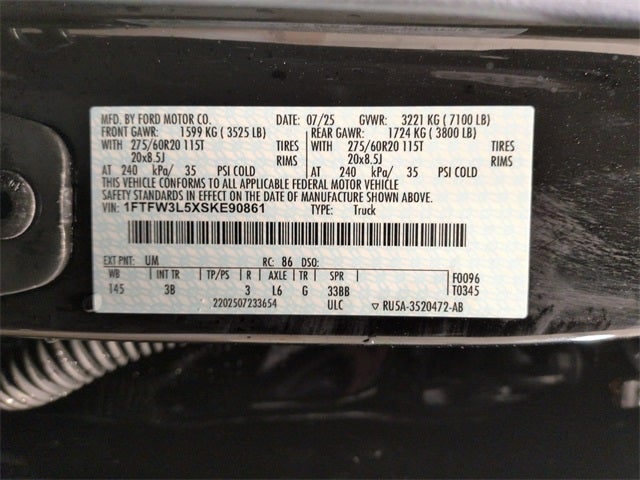 MFD. BY FORD MOTOR CO. DATE: 07/25 GVWR: 3221 KG ( 7100 LB)
FRONT GAWR: 1599 KG ( 3525 LB) REAR GAWR: 1724 KG ( 3800 LB)
WITH 275/60R20 115T TIRES WITH 275/60R20 115T TIRES
20x8.5J RIMS 20x8.5J RIMS
AT 240 kPa/ 35 PSI COLD AT 240 kPa/ 35 PSI COLD
THIS VEHICLE CONFORMS TO ALL APPLICABLE FEDERAL MOTOR VEHICLE
SAFETY STANDARDS IN EFFECT ON THE DATE OF MANUFACTURE SHOWN ABOVE.
VIN: 1FTFW3L5XSKE90861 TYPE: Truck
EXT PNT: UM RC: 86 DSO:
WB INT TR TP/PS R AXLE TR SPR F0096
145 3B 3 L6 G 33BB T0345
2202507233654 ULC ▽ RU5A-3520472-AB